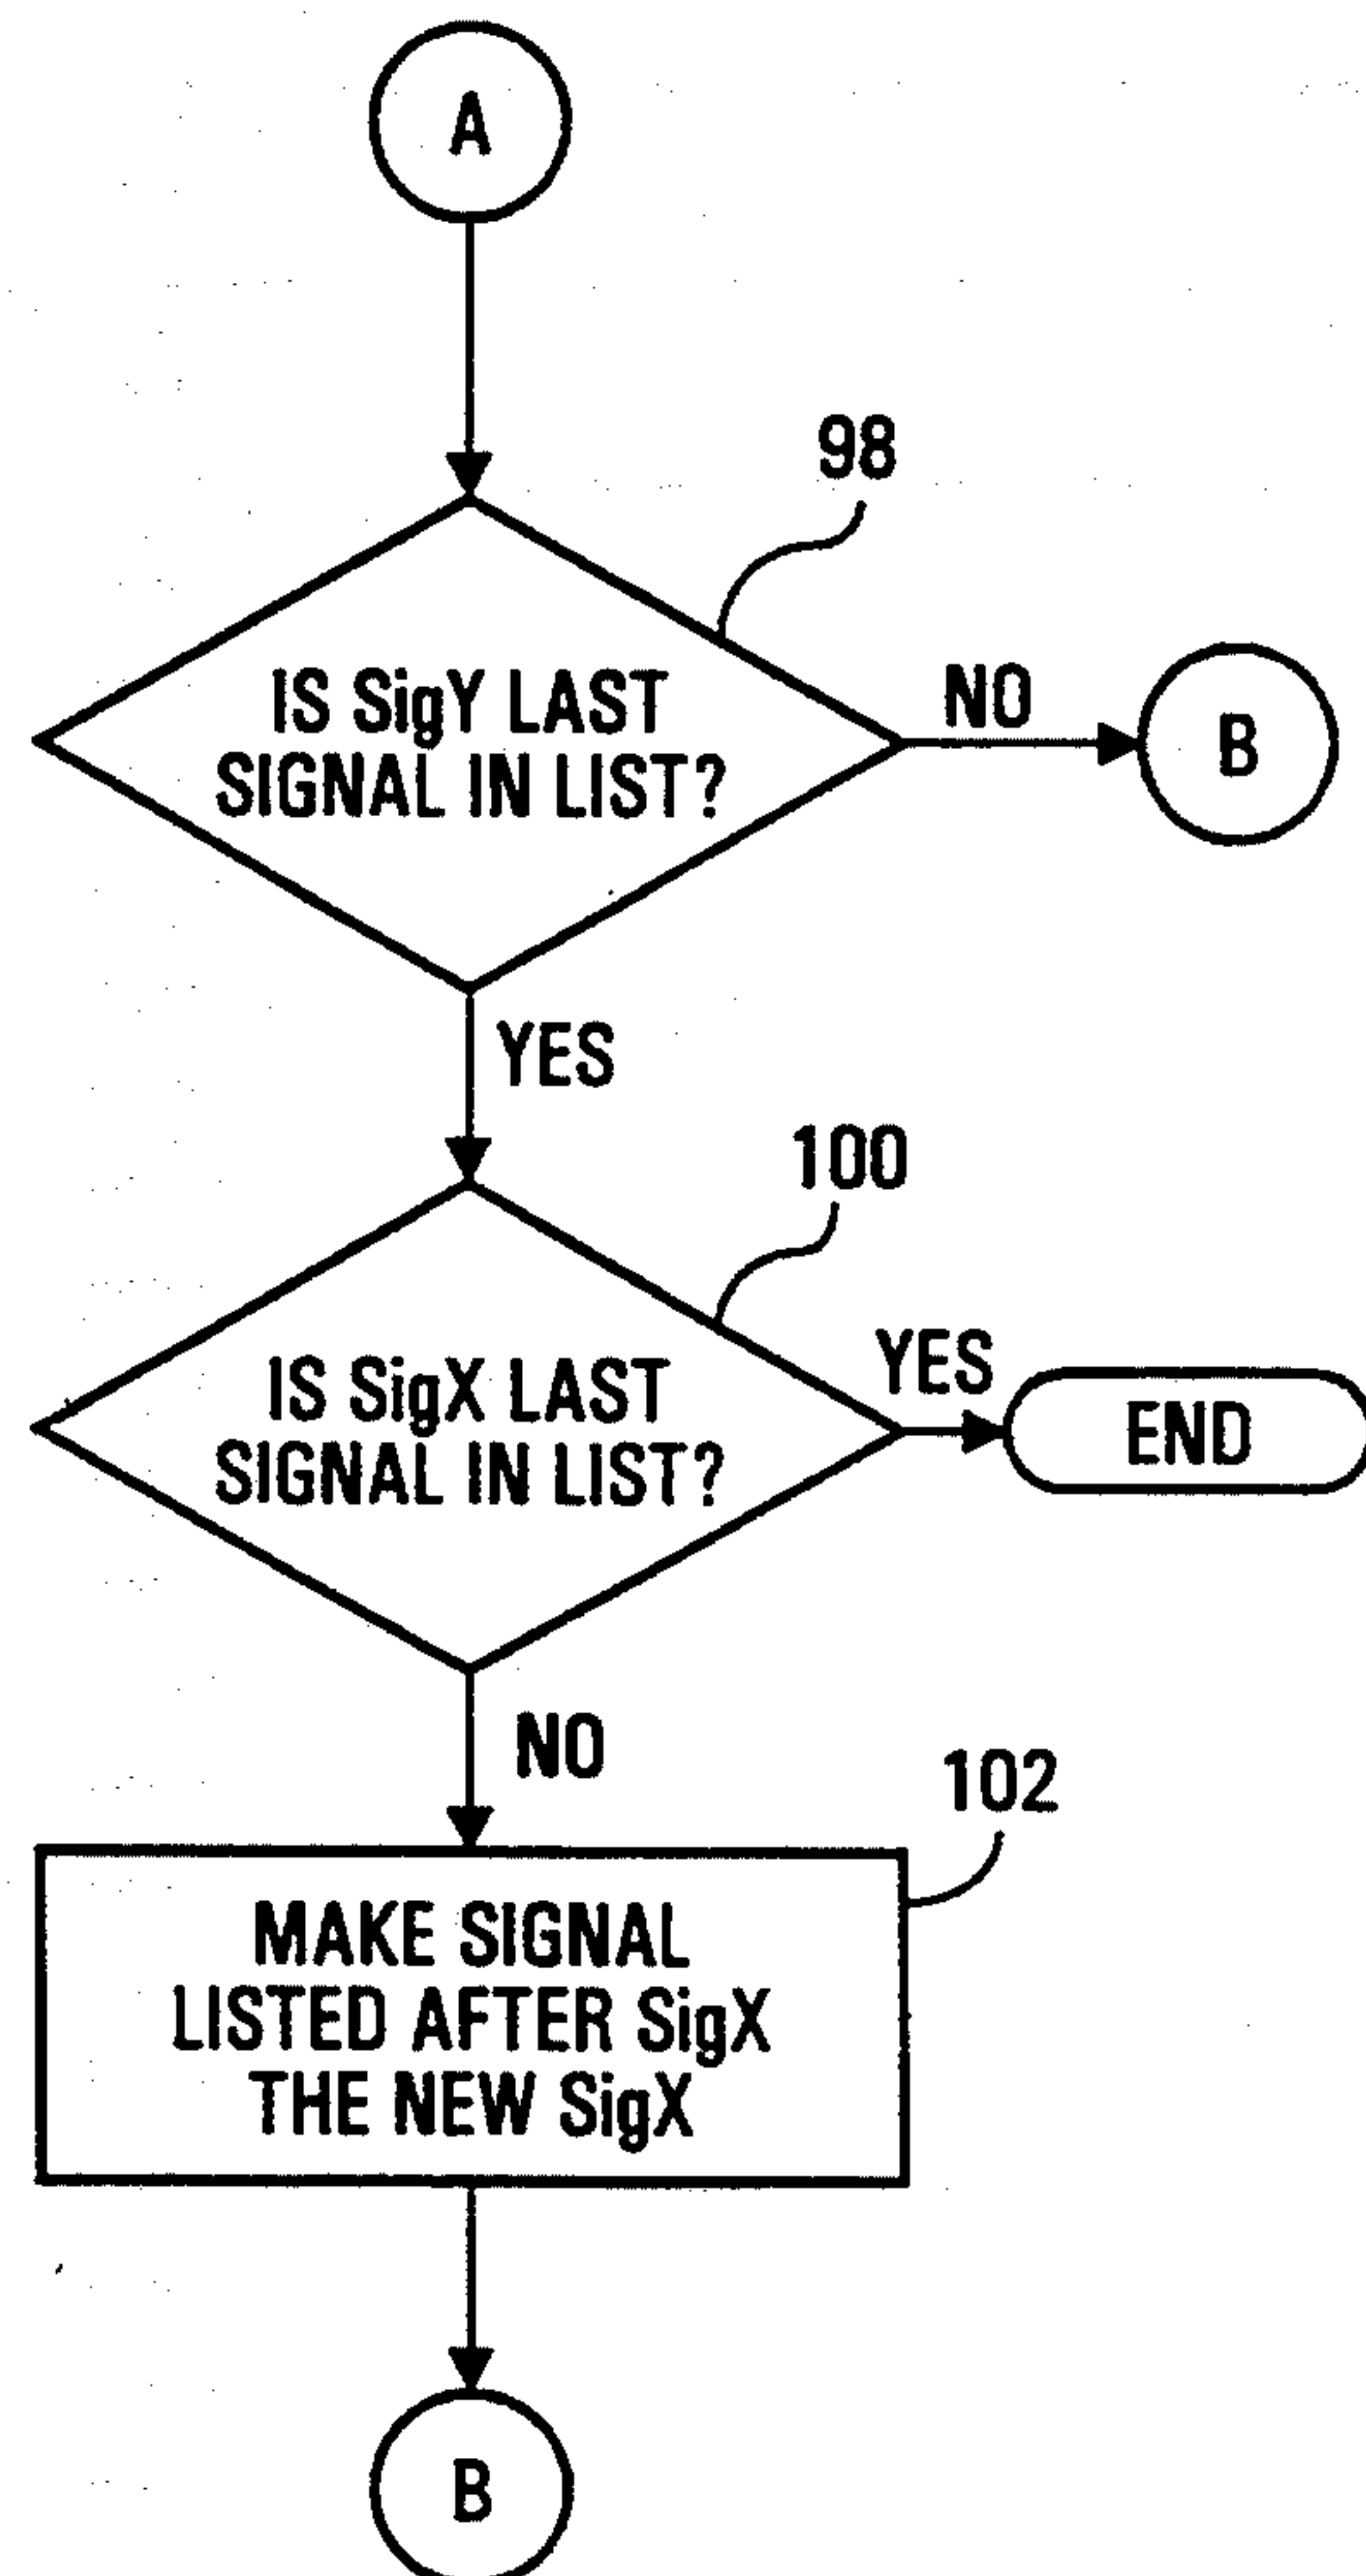 A
98
IS SigY LAST
SIGNAL IN LIST?
NO
B
YES
100
IS SigX LAST
SIGNAL IN LIST?
YES
END
NO
102
MAKE SIGNAL
LISTED AFTER SigX
THE NEW SigX
B